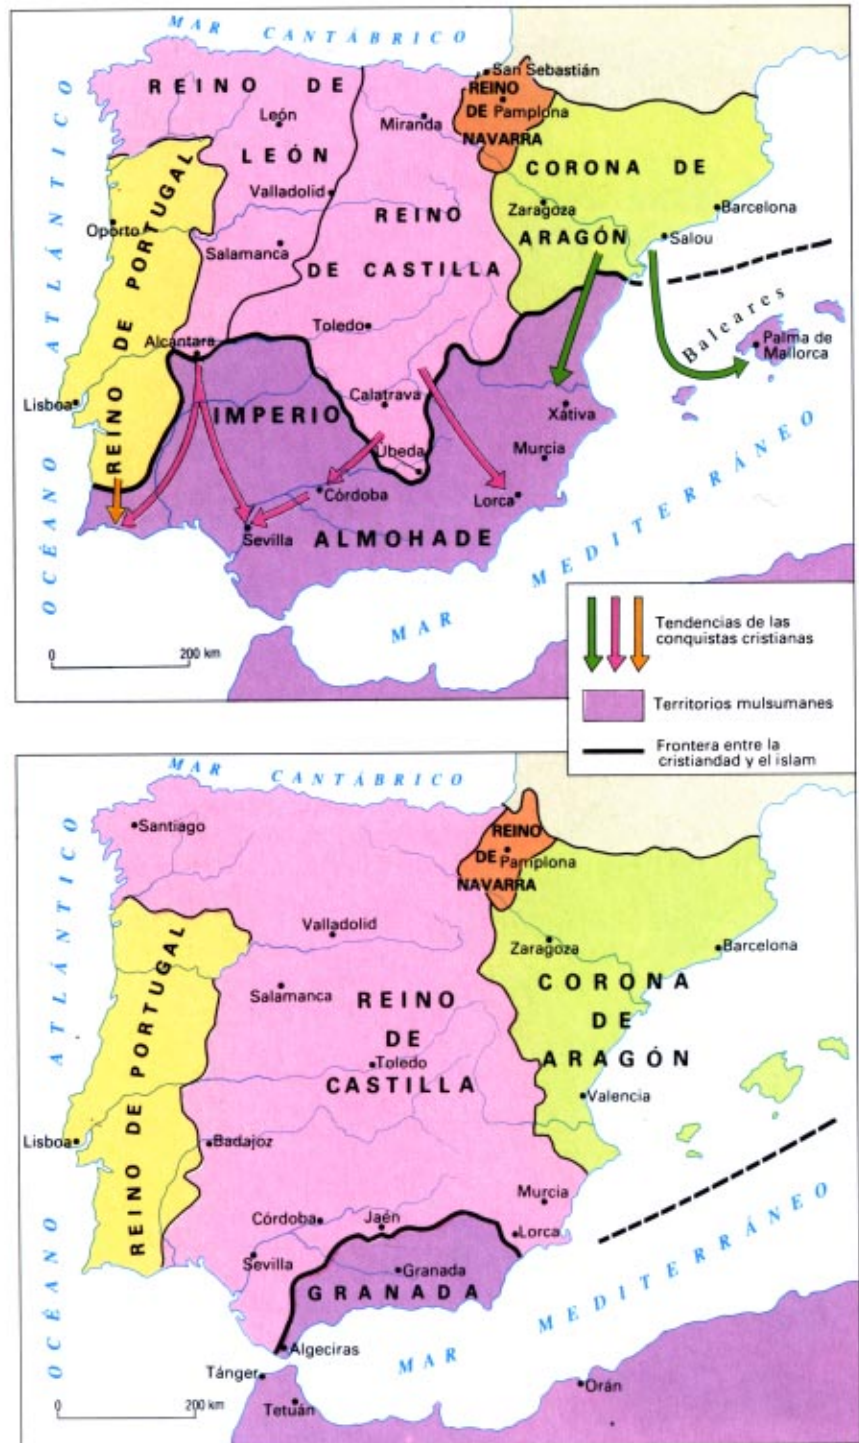 MAR CANTÁBRICO
OCÉANO ATLÁNTICO
REINO DE
LEÓN
León
Miranda
San Sebastián
REINO
DE
NAVARRA
Pamplona
CORONA DE
ARAGÓN
Zaragoza
Barcelona
Salou
Valladolid
REINO
DE CASTILLA
Salamanca
Oporto
REINO DE PORTUGAL
Alcantara
Toledo
Lisboa
Baleares
Palma de
Mallorca
IMPERIO
ALMOHADE
Calatrava
Xátiva
Úbeda
Murcia
Córdoba
Lorca
Sevilla
MAR MEDITERRÁNEO
0 200 km
Tendencias de las
conquistas cristianas
Territorios mulsumanes
Frontera entre la
cristiandad y el islam
MAR CANTÁBRICO
OCÉANO ATLÁNTICO
Santiago
REINO
DE
NAVARRA
Pamplona
Valladolid
Zaragoza
Barcelona
CORONA
DE
ARAGÓN
Salamanca
REINO
DE
CASTILLA
Toledo
Valencia
REINO DE PORTUGAL
Lisboa
Badajoz
Murcia
Córdoba
Jaén
Lorca
Sevilla
Granada
GRANADA
Algeciras
MAR MEDITERRÁNEO
Tánger
Tetuán
Orán
0 200 km